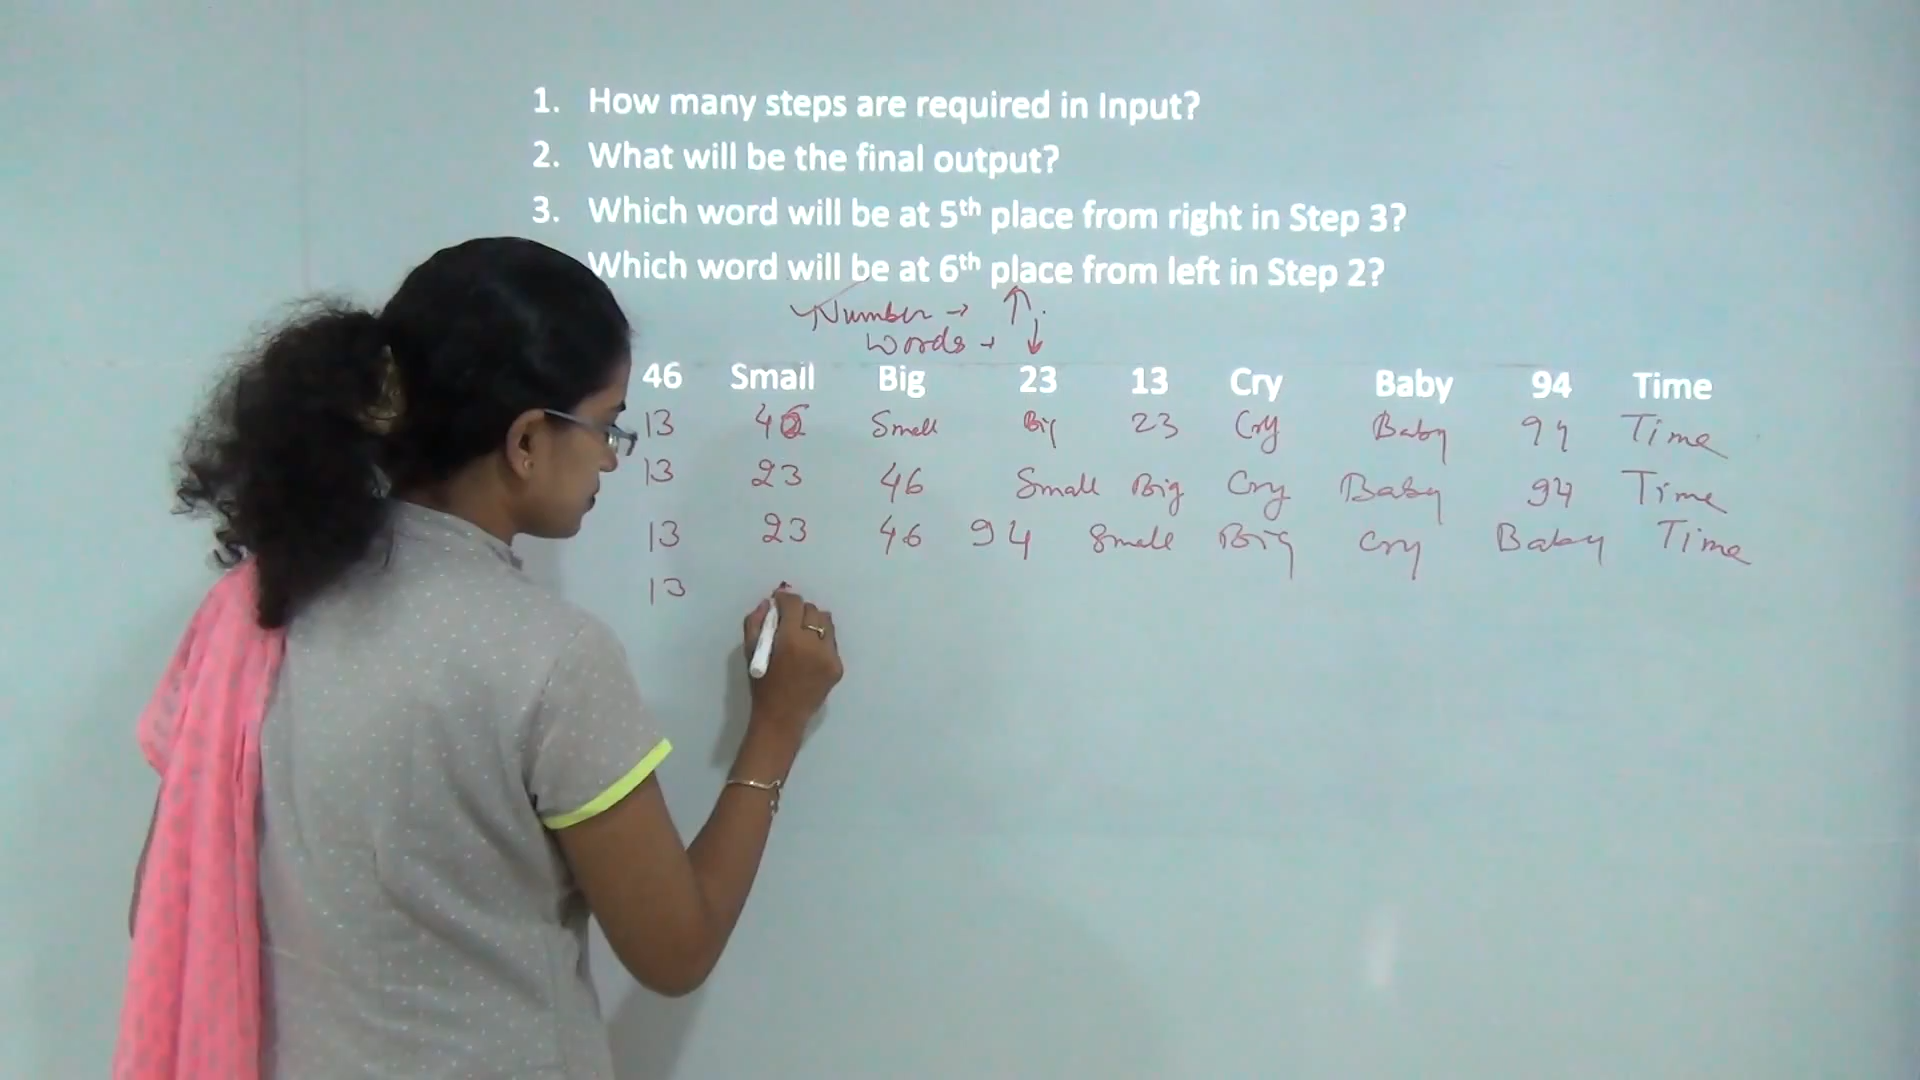 1. How many steps are required in Input?
2. What will be the final output?
3. Which word will be at 5th place from right in Step 3?
Which word will be at 6th place from left in Step 2?
Number → ↑
Words → ↓
46 Small Big 23 13 Cry Baby 94 Time
13 46 Small Big 23 Cry Baby 94 Time
13 23 46 Small Big Cry Baby 94 Time
13 23 46 94 Small Big Cry Baby Time
13